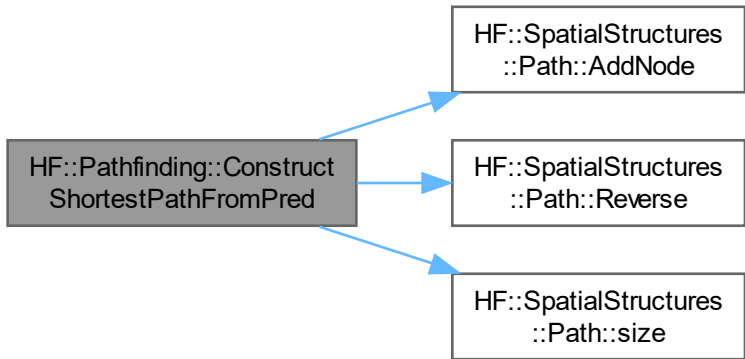 HF::Pathfinding::Construct
ShortestPathFromPred
HF::SpatialStructures
::Path::AddNode
HF::SpatialStructures
::Path::Reverse
HF::SpatialStructures
::Path::size